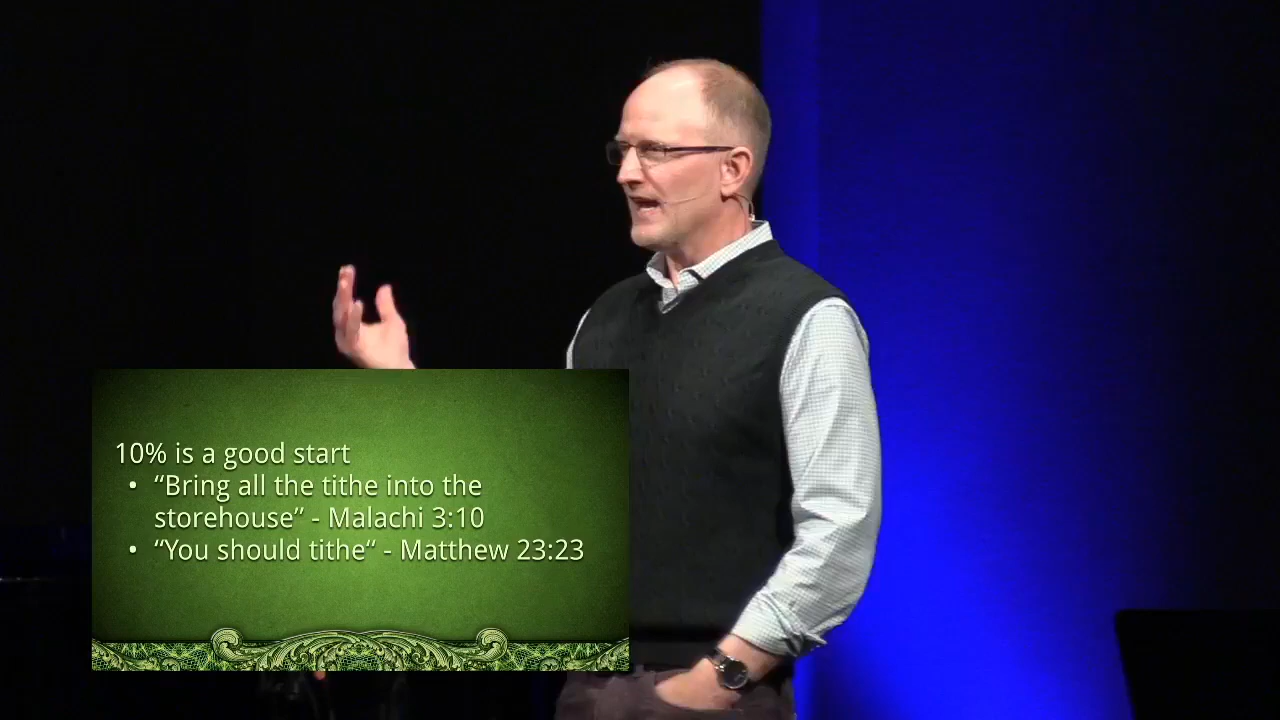 10% is a good start
• “Bring all the tithe into the
storehouse” - Malachi 3:10
• “You should tithe“ - Matthew 23:23